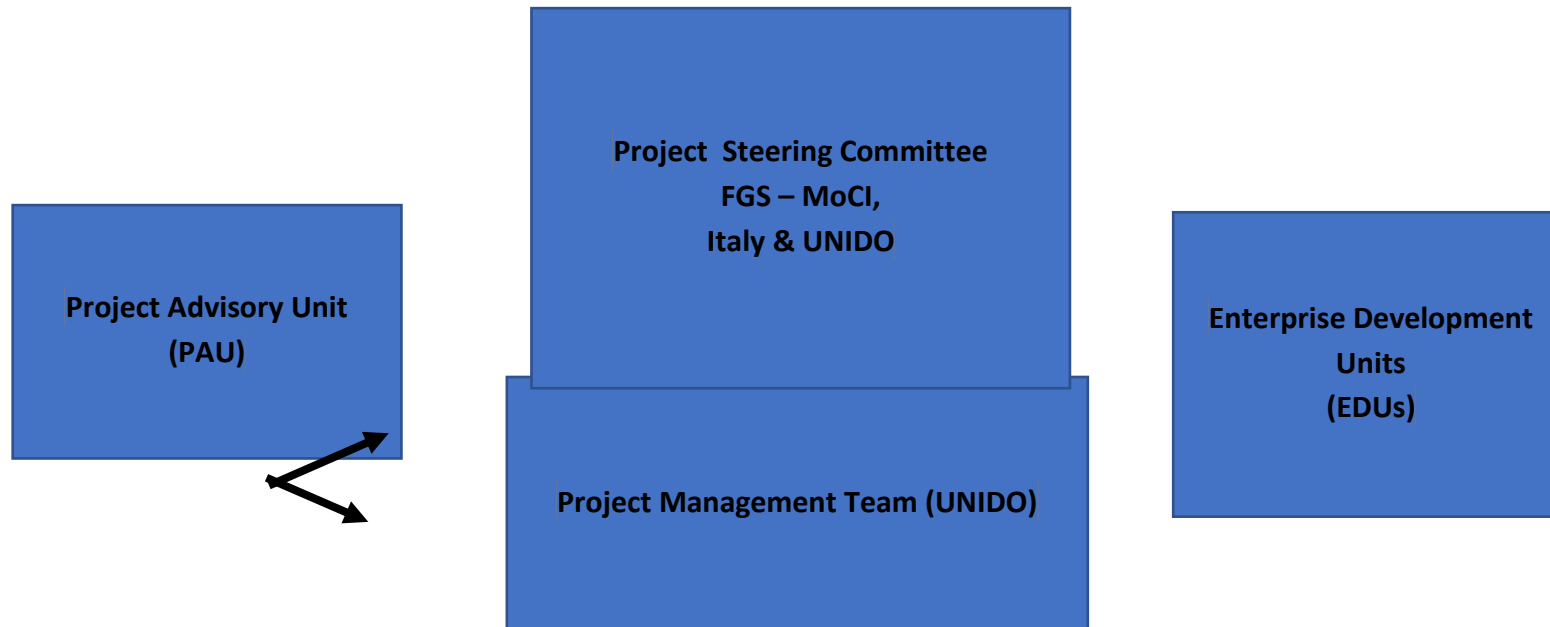 Project Steering Committee
FGS – MoCI,
Italy & UNIDO
Project Advisory Unit
(PAU)
Enterprise Development
Units
(EDUs)
Project Management Team (UNIDO)